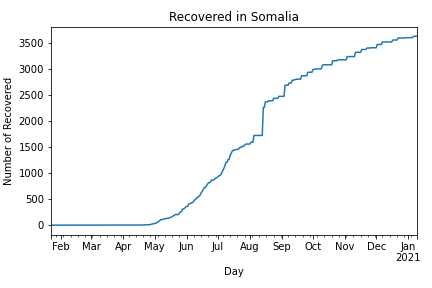 Recovered in Somalia
Number of Recovered
3500
3000
2500
2000
1500
1000
500
0
Feb Mar Apr May Jun Jul Aug Sep Oct Nov Dec Jan
2021
Day